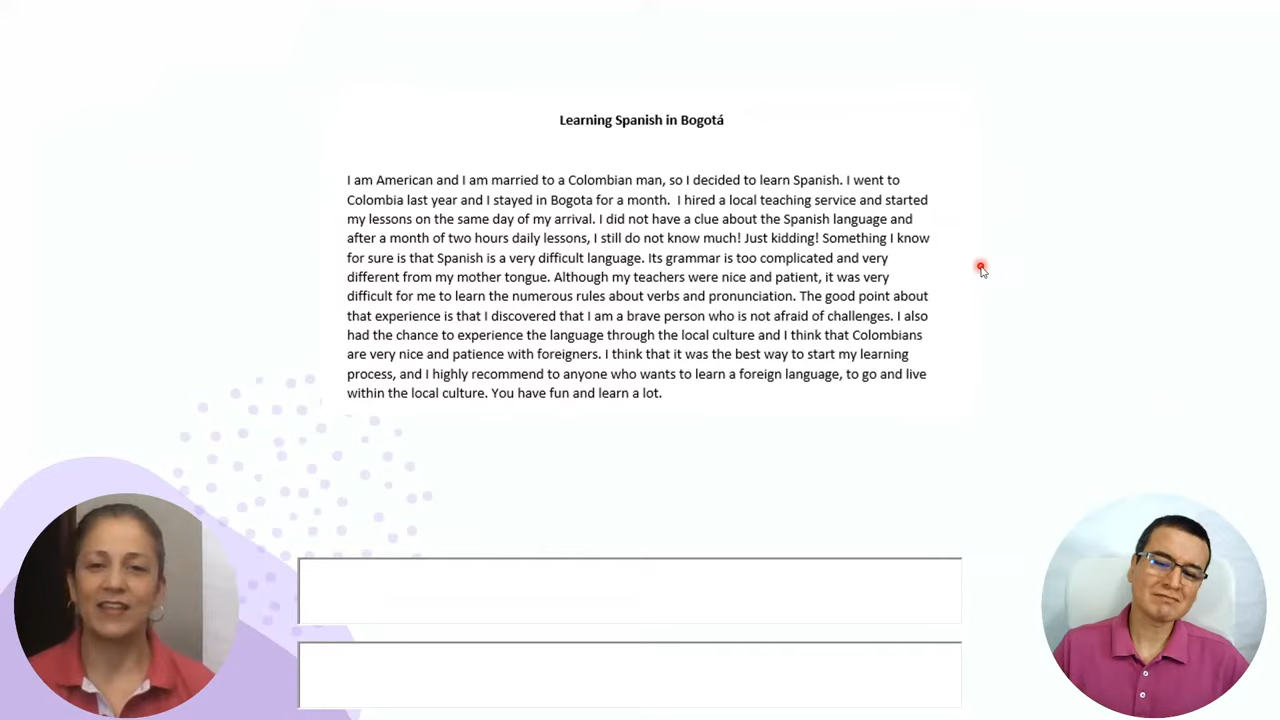 Learning Spanish in Bogotá
I am American and I am married to a Colombian man, so I decided to learn Spanish. I went to
Colombia last year and I stayed in Bogota for a month.  I hired a local teaching service and started
my lessons on the same day of my arrival. I did not have a clue about the Spanish language and
after a month of two hours daily lessons, I still do not know much! Just kidding! Something I know
for sure is that Spanish is a very difficult language. Its grammar is too complicated and very
different from my mother tongue. Although my teachers were nice and patient, it was very
difficult for me to learn the numerous rules about verbs and pronunciation. The good point about
that experience is that I discovered that I am a brave person who is not afraid of challenges. I also
had the chance to experience the language through the local culture and I think that Colombians
are very nice and patience with foreigners. I think that it was the best way to start my learning
process, and I highly recommend to anyone who wants to learn a foreign language, to go and live
within the local culture. You have fun and learn a lot.